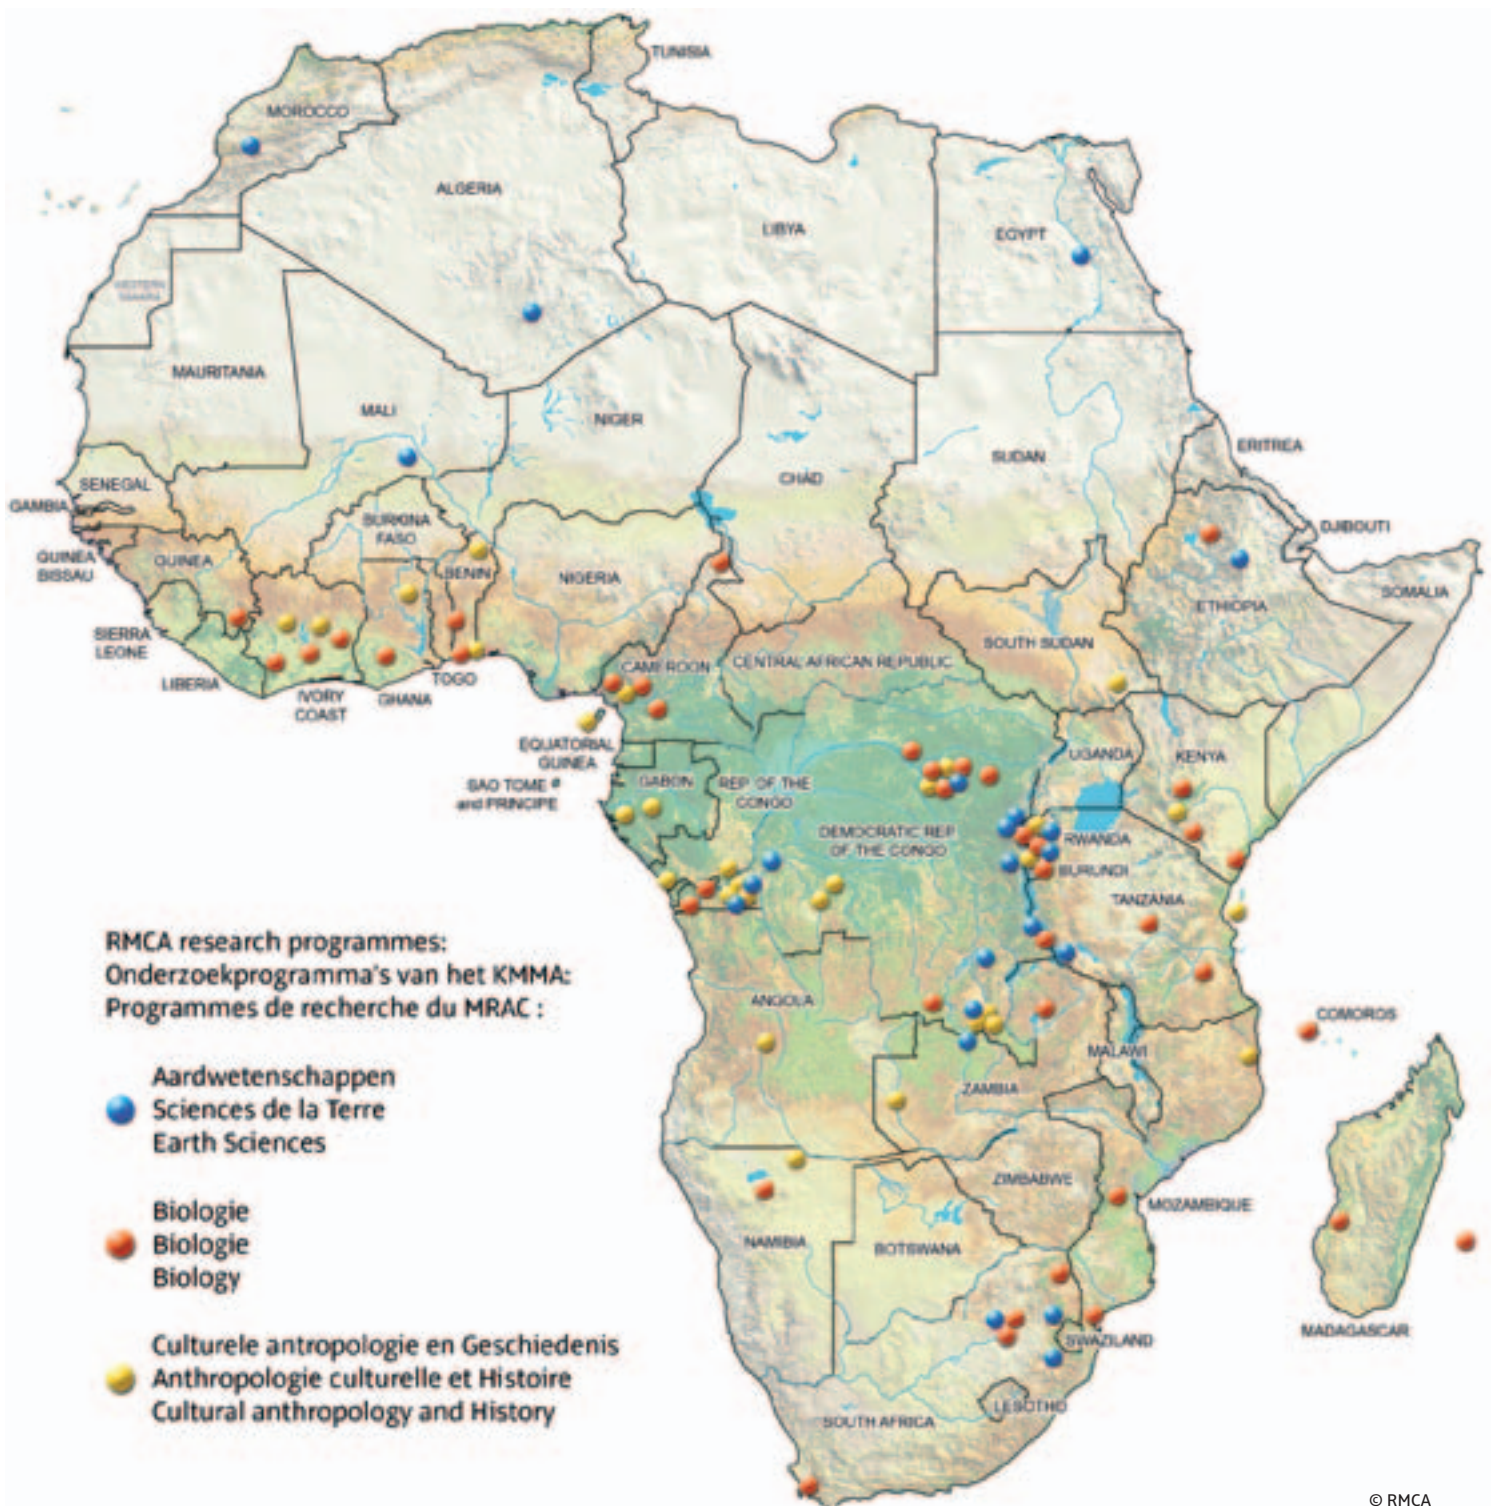 TUNISIA
MOROCCO
ALGERIA
LIBYA
EGYPT
WESTERN
SAHARA
MAURITANIA
MALI
NIGER
CHAD
SUDAN
ERITREA
SENEGAL
GAMBIA
BURKINA
FASO
DJIBOUTI
GUINEA
BISSAU
GUINEA
BENIN
NIGERIA
ETHIOPIA
SOMALIA
SIERRA
LEONE
LIBERIA
IVORY
COAST
GHANA
TOGO
CAMEROON
CENTRAL AFRICAN REPUBLIC
SOUTH SUDAN
EQUATORIAL
GUINEA
SAO TOME
and PRINCIPE
GABON
REP. OF THE
CONGO
DEMOCRATIC REP.
OF THE CONGO
UGANDA
KENYA
RWANDA
BURUNDI
TANZANIA
RMCA research programmes:
Onderzoekprogramma's van het KMMA:
Programmes de recherche du MRAC :
Aardwetenschappen
Sciences de la Terre
Earth Sciences
Biologie
Biologie
Biology
Culturele antropologie en Geschiedenis
Anthropologie culturelle et Histoire
Cultural anthropology and History
ANGOLA
COMOROS
MALAWI
ZAMBIA
ZIMBABWE
MOZAMBIQUE
NAMIBIA
BOTSWANA
MADAGASCAR
SWAZILAND
LESOTHO
SOUTH AFRICA
© RMCA